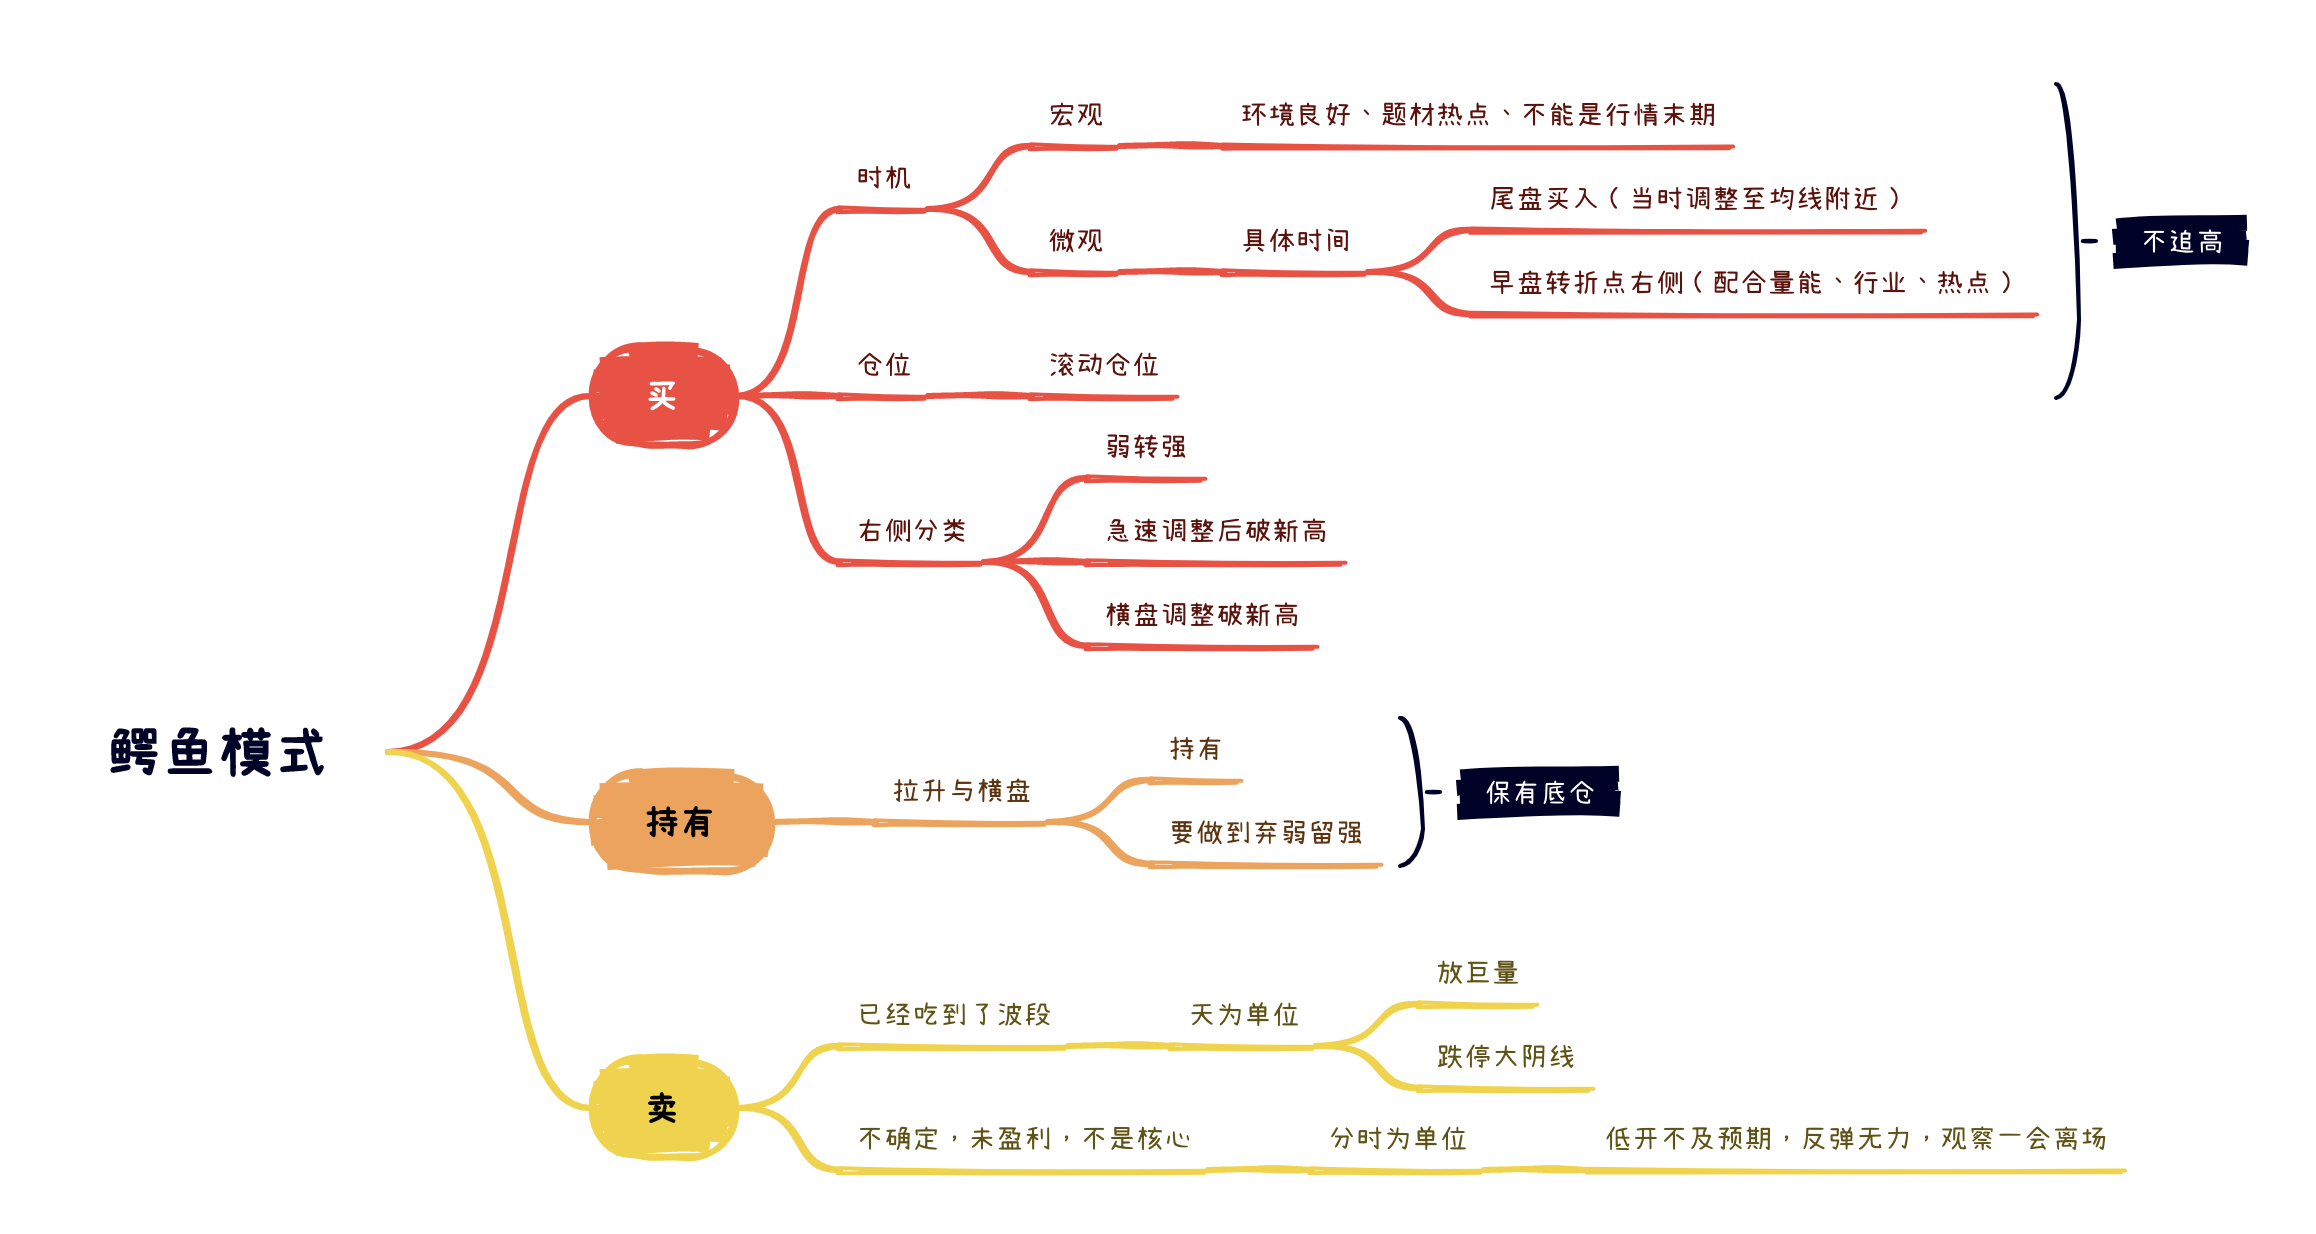 鳄鱼模式
买
时机
宏观
环境良好、题材热点、不能是行情末期
微观
具体时间
尾盘买入（当时调整至均线附近）
早盘转折点右侧（配合量能、行业、热点）
仓位
滚动仓位
右侧分类
弱转强
急速调整后破新高
横盘调整破新高
不追高
持有
拉升与横盘
持有
要做到弃弱留强
保有底仓
卖
已经吃到了波段
天为单位
放巨量
跌停大阴线
不确定，未盈利，不是核心
分时为单位
低开不及预期，反弹无力，观察一会离场